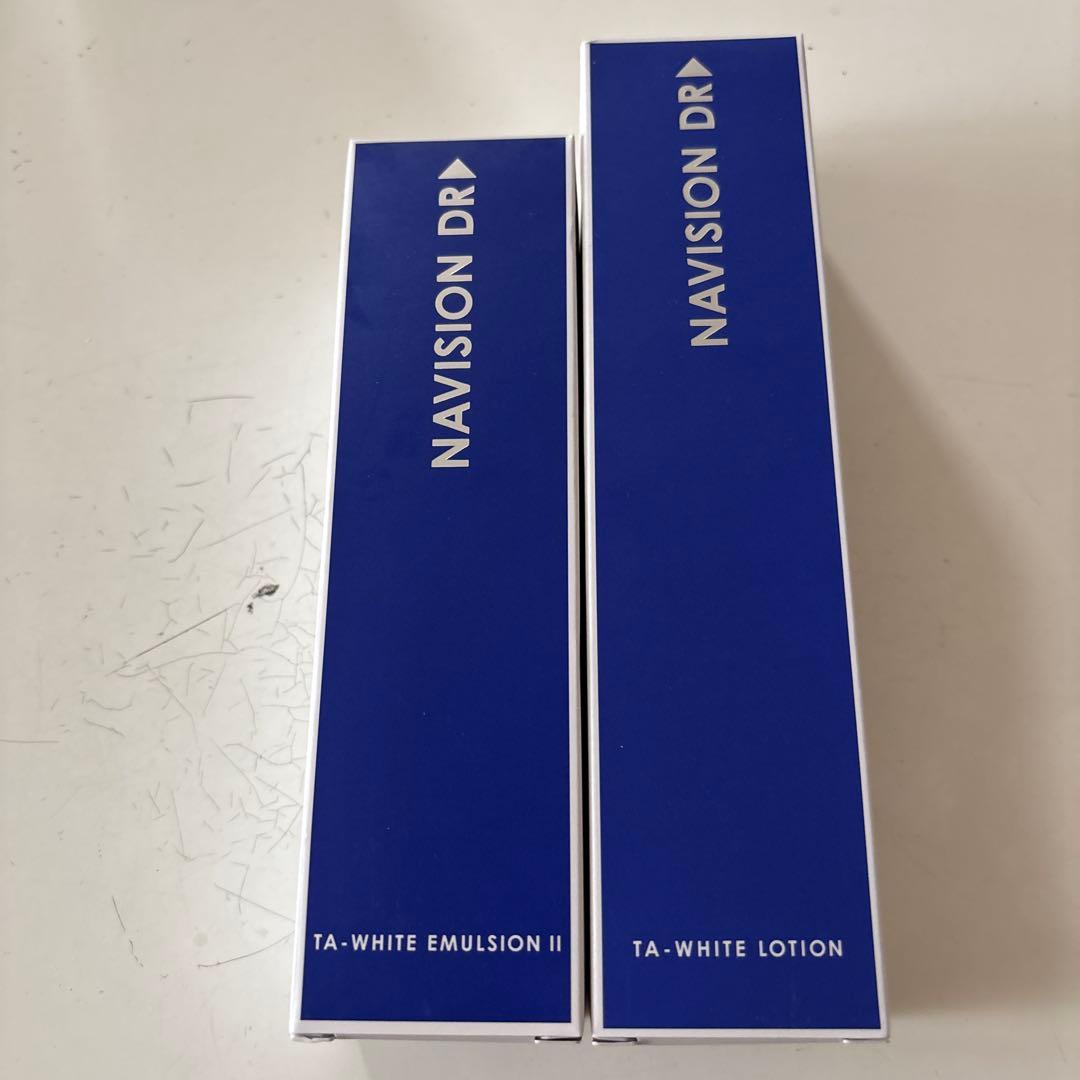 NAVISION DR
TA-WHITE EMULSION II
NAVISION DR
TA-WHITE LOTION